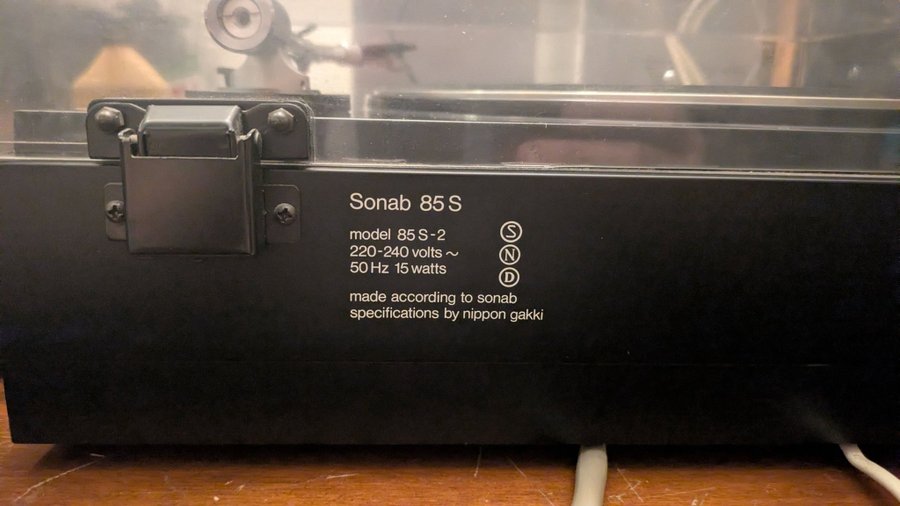 Sonab 85 S
model 85 S-2
220-240 volts ~
50 Hz 15 watts
S
N
D
made according to sonab
specifications by nippon gakki